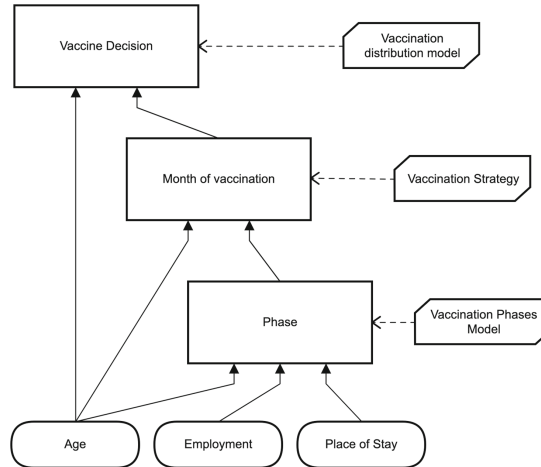 Vaccine Decision
Vaccination
distribution model
Month of vaccination
Vaccination Strategy
Phase
Vaccination Phases
Model
Age
Employment
Place of Stay